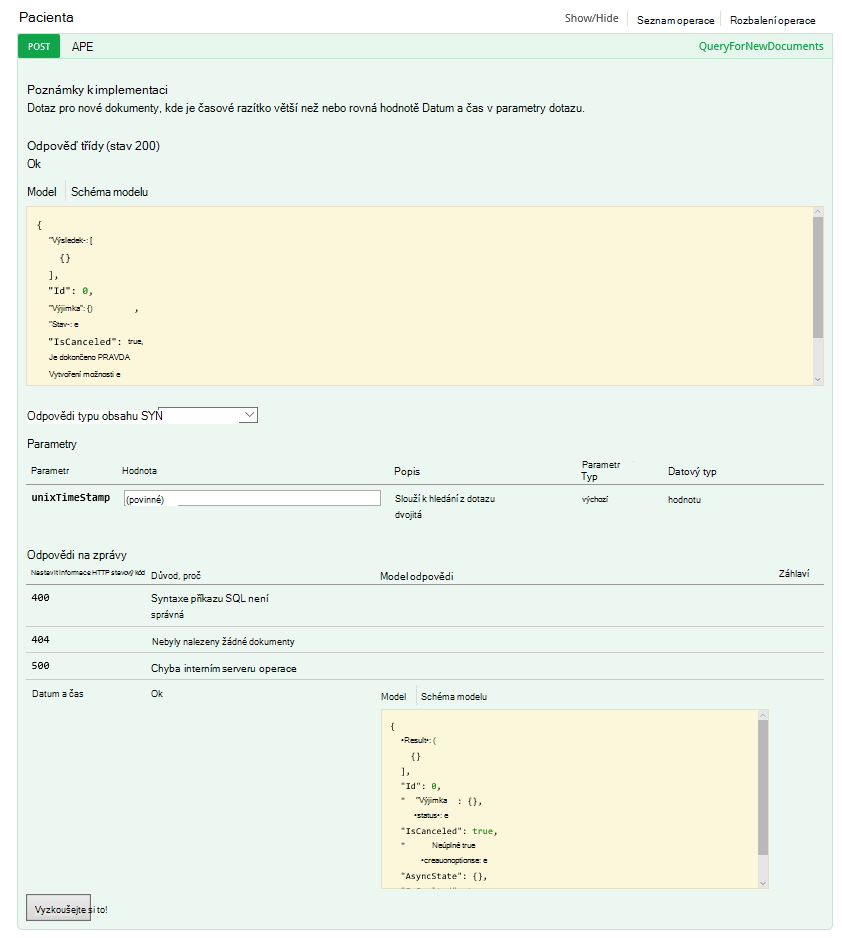 Pacienta
Show/Hide
Seznam operace
Rozbalení operace
POST
APE
QueryForNewDocuments
Poznámky k implementaci
Dotaz pro nové dokumenty, kde je časové razítko větší než nebo rovná hodnotě Datum a čas v parametry dotazu.
Odpověď třídy (stav 200)
Ok
Model
Schéma modelu
{
"Výsledek-: [
{}
],
"Id": 0,
"Výjimka": {} ,
"Stav-: e
"IsCanceled": true,
Je dokončeno PRAVDA
Vytvoření možnosti e
Odpovědi typu obsahu SYN
Parametry
Parametr
Hodnota
Popis
Parametr
Typ
Datový typ
unixTimeStamp
(povinné)
Slouží k hledání z dotazu
dvojitá
výchozí
hodnotu
Odpovědi na zprávy
Nastavit Informace HTTP stavový kód
Důvod, proč
Model odpovědi
Záhlaví
400
Syntaxe příkazu SQL není
správná
404
Nebyly nalezeny žádné dokumenty
500
Chyba interním serveru operace
Datum a čas
Ok
Model
Schéma modelu
{
•Result•: (
{}
],
"Id": 0,
" "Výjimka : {},
•status•: e
"IsCanceled": true,
" Neúplné true
•creauonoptionse: e
"AsyncState": {},
Vyzkoušejte si to!